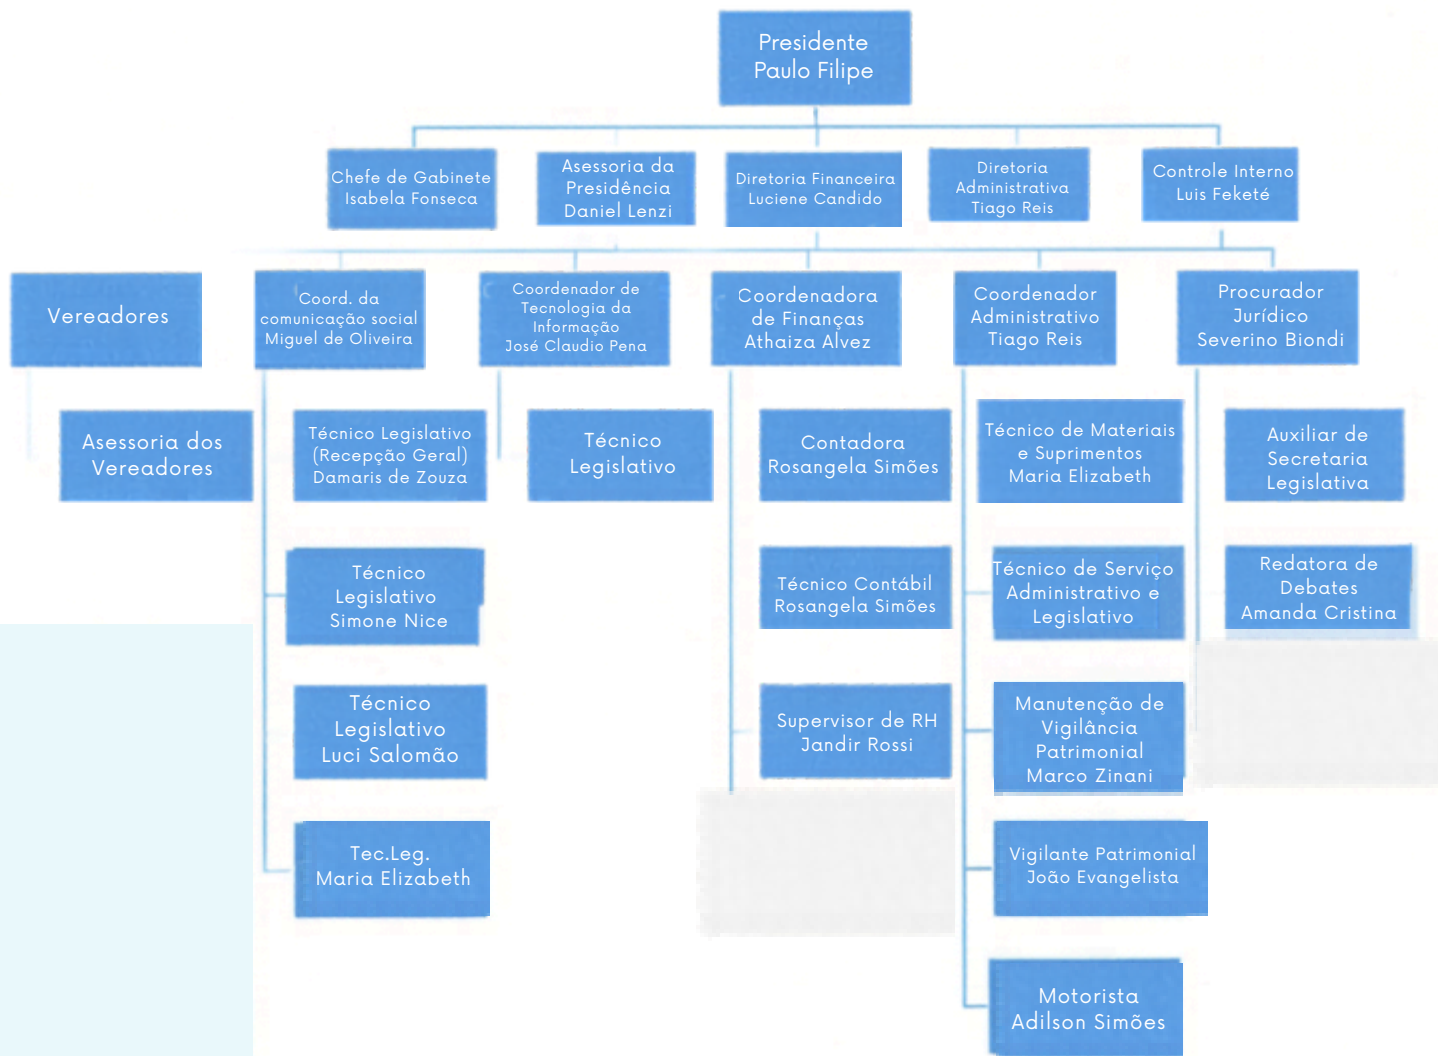 Presidente
Paulo Filipe
Chefe de Gabinete
Isabela Fonseca
Asessoria da
Presidência
Daniel Lenzi
Diretoria Financeira
Luciene Candido
Diretoria
Administrativa
Tiago Reis
Controle Interno
Luis Feketé
Vereadores
Coord. da
comunicação social
Miguel de Oliveira
Coordenador de
Tecnologia da
Informação
José Claudio Pena
Coordenadora
de Finanças
Athaiza Alvez
Coordenador
Administrativo
Tiago Reis
Procurador
Jurídico
Severino Biondi
Asessoria dos
Vereadores
Técnico Legislativo
(Recepção Geral)
Damaris de Zouza
Técnico
Legislativo
Contadora
Rosangela Simões
Técnico de Materiais
e Suprimentos
Maria Elizabeth
Auxiliar de
Secretaria
Legislativa
Técnico
Legislativo
Simone Nice
Técnico Contábil
Rosangela Simões
Técnico de Serviço
Administrativo e
Legislativo
Redatora de
Debates
Amanda Cristina
Técnico
Legislativo
Luci Salomão
Supervisor de RH
Jandir Rossi
Manutenção de
Vigilância
Patrimonial
Marco Zinani
Tec.Leg.
Maria Elizabeth
Vigilante Patrimonial
João Evangelista
Motorista
Adilson Simões